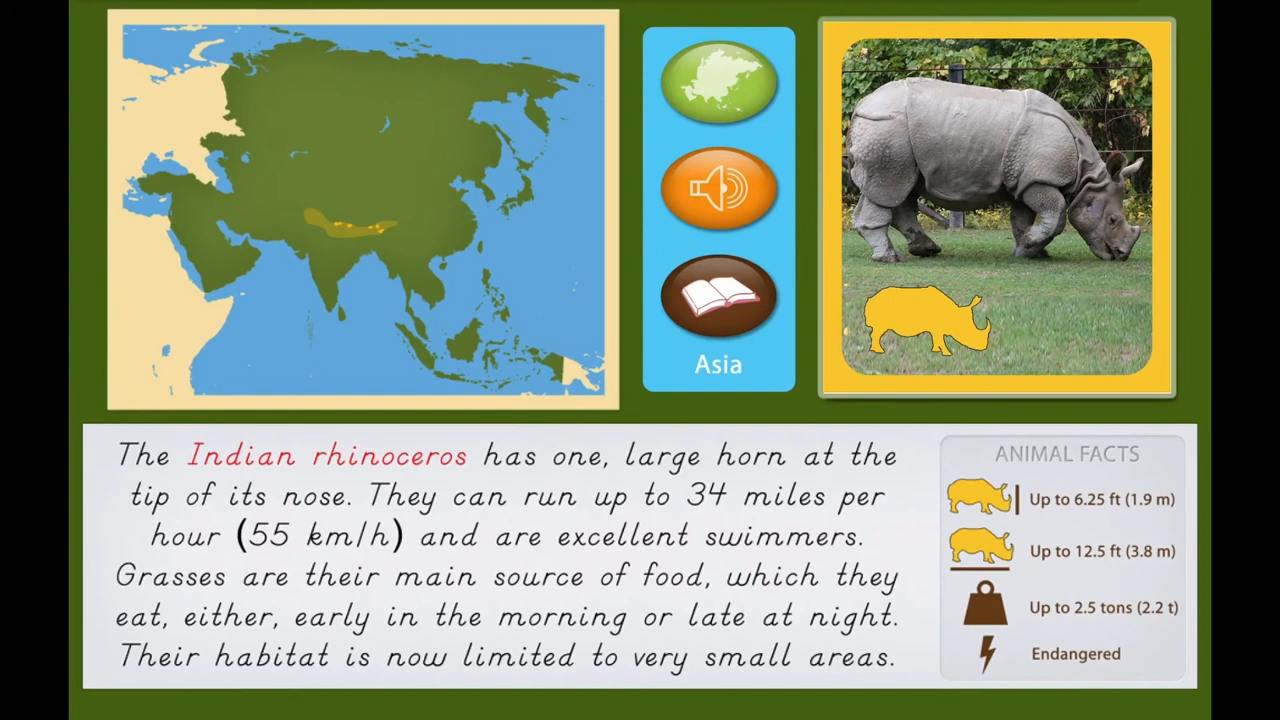 Asia
The Indian rhinoceros has one, large horn at the
tip of its nose. They can run up to 34 miles per
hour (55 km/h) and are excellent swimmers.
Grasses are their main source of food, which they
eat, either, early in the morning or late at night.
Their habitat is now limited to very small areas.
ANIMAL FACTS
Up to 6.25 ft (1.9 m)
Up to 12.5 ft (3.8 m)
Up to 2.5 tons (2.2 t)
Endangered